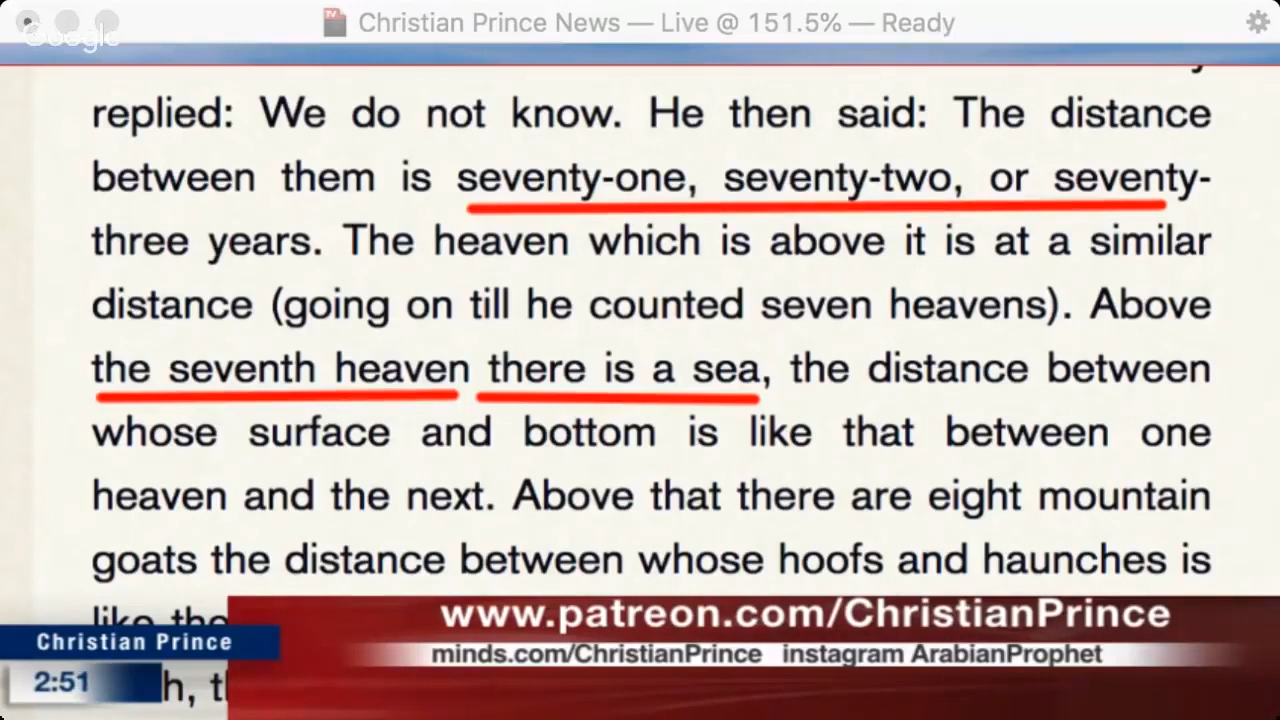 Christian Prince News — Live @ 151.5% — Ready
Google
replied: We do not know. He then said: The distance
between them is seventy-one, seventy-two, or seventy-
three years. The heaven which is above it is at a similar
distance (going on till he counted seven heavens). Above
the seventh heaven there is a sea, the distance between
whose surface and bottom is like that between one
heaven and the next. Above that there are eight mountain
goats the distance between whose hoofs and haunches is
like the
www.patreon.com/ChristianPrince
Christian Prince
minds.com/ChristianPrince instagram ArabianProphet
2:51